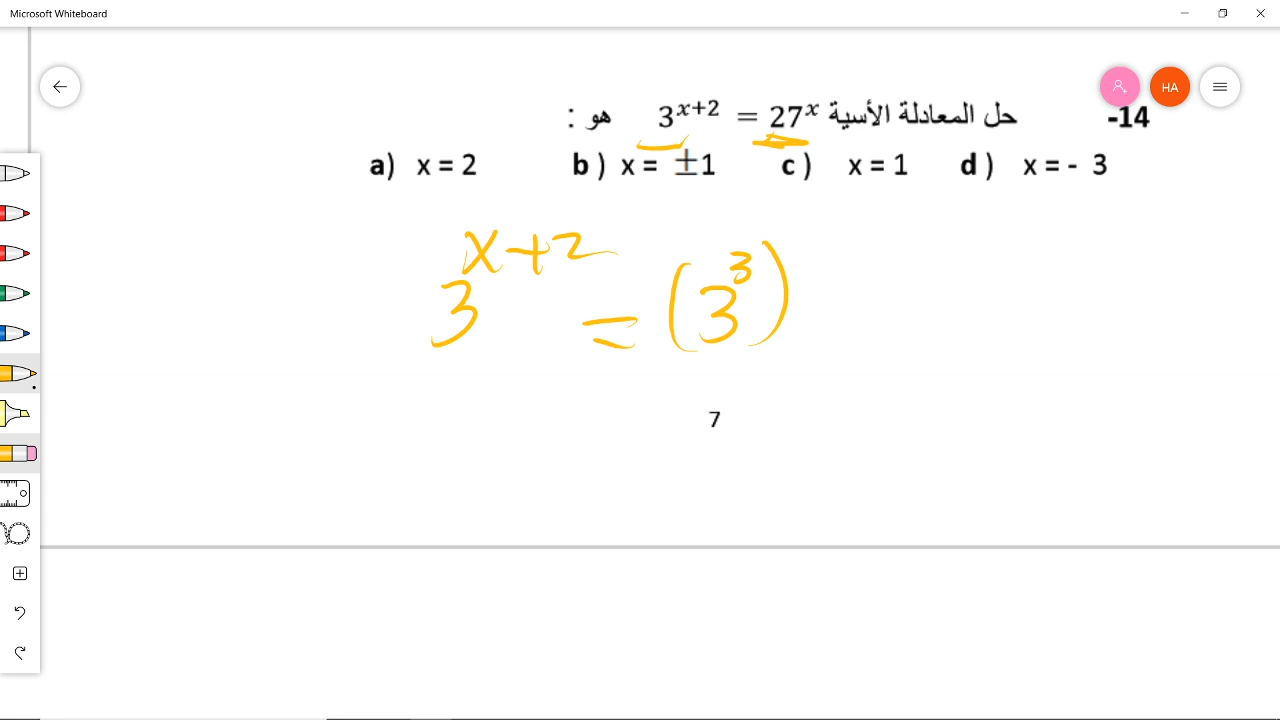 Microsoft Whiteboard
HA
-14 حل المعادلة الأسية 3^{x+2} = 27^x هو :
a) x = 2 b ) x = ±1 c ) x = 1 d ) x = - 3
3^{x+2} = (3^3)
7